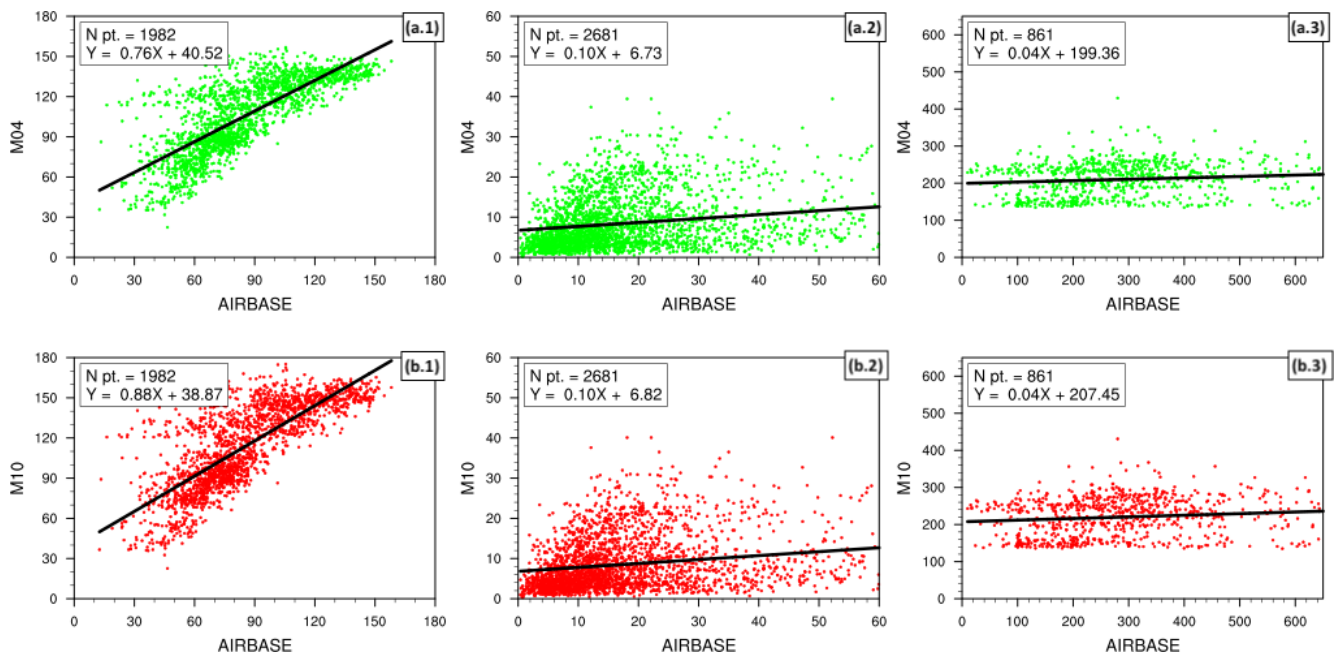 (a.1)
N pt. = 1982
Y = 0.76X + 40.52
M04
0 30 60 90 120 150 180
0 30 60 90 120 150 180
AIRBASE
(a.2)
N pt. = 2681
Y = 0.10X + 6.73
M04
0 10 20 30 40 50 60
0 10 20 30 40 50 60
AIRBASE
(a.3)
N pt. = 861
Y = 0.04X + 199.36
M04
0 100 200 300 400 500 600
0 100 200 300 400 500 600
AIRBASE
(b.1)
N pt. = 1982
Y = 0.88X + 38.87
M10
0 30 60 90 120 150 180
0 30 60 90 120 150 180
AIRBASE
(b.2)
N pt. = 2681
Y = 0.10X + 6.82
M10
0 10 20 30 40 50 60
0 10 20 30 40 50 60
AIRBASE
(b.3)
N pt. = 861
Y = 0.04X + 207.45
M10
0 100 200 300 400 500 600
0 100 200 300 400 500 600
AIRBASE